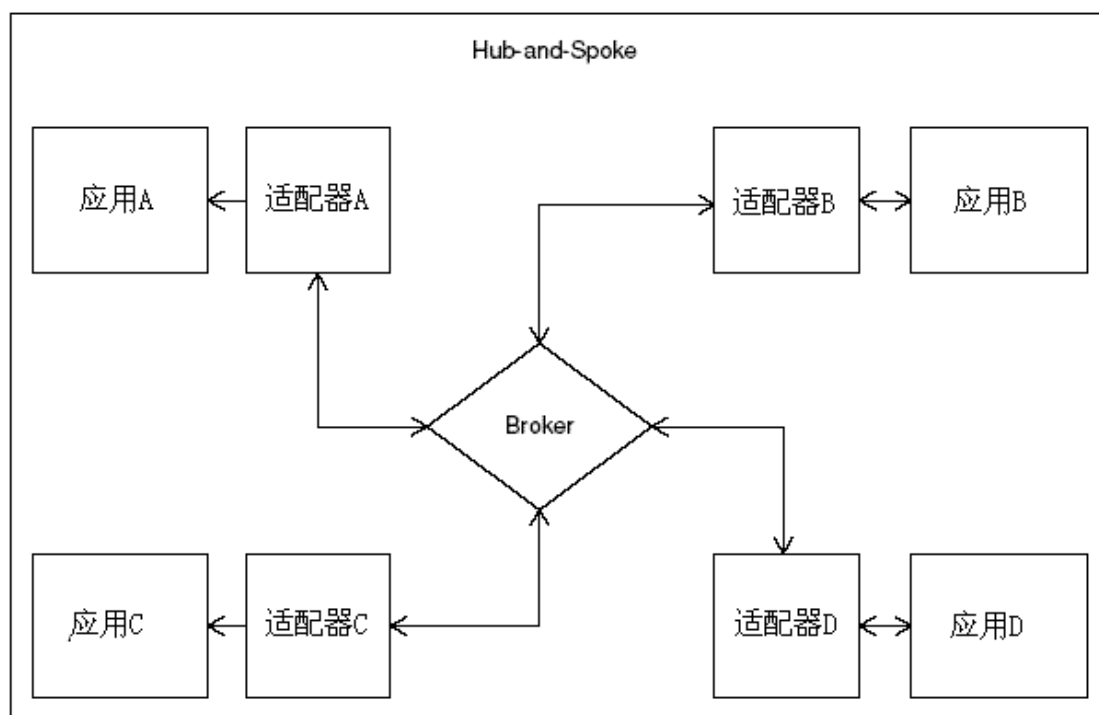 Hub-and-Spoke
应用A
适配器A
适配器B
应用B
Broker
应用C
适配器C
适配器D
应用D